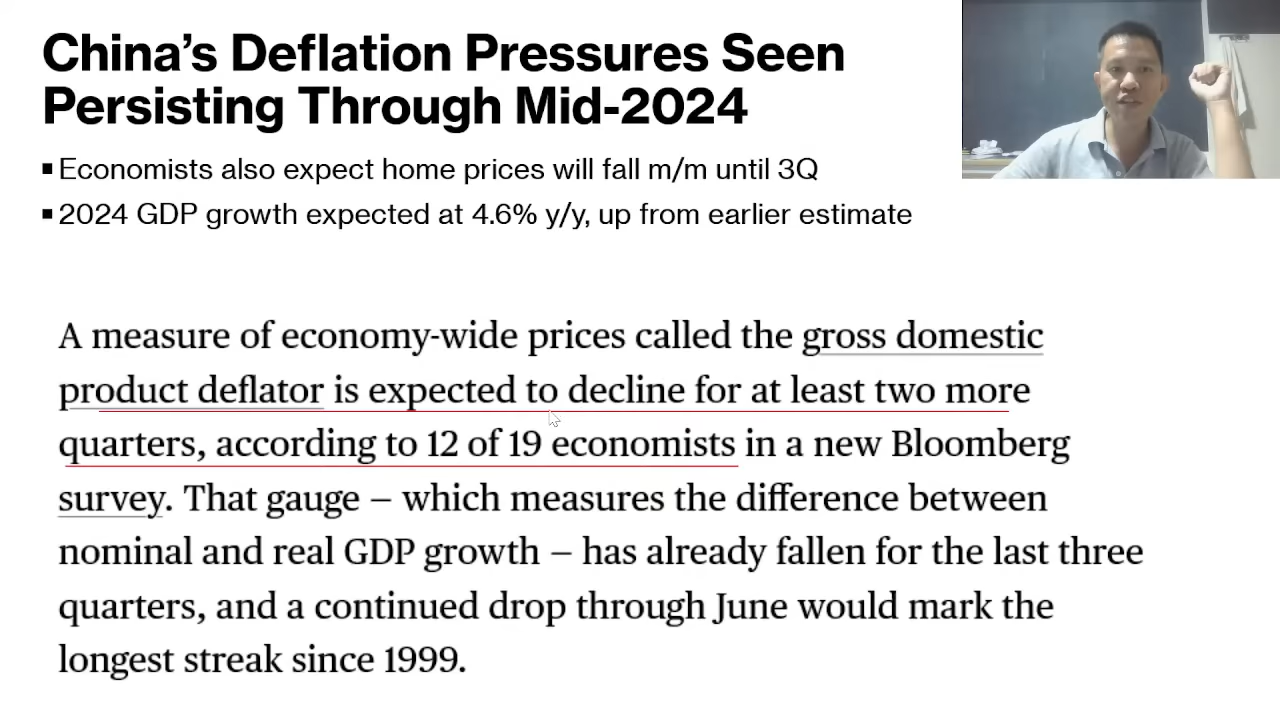 China's Deflation Pressures Seen
Persisting Through Mid-2024
▪ Economists also expect home prices will fall m/m until 3Q
▪ 2024 GDP growth expected at 4.6% y/y, up from earlier estimate
A measure of economy-wide prices called the gross domestic
product deflator is expected to decline for at least two more
quarters, according to 12 of 19 economists in a new Bloomberg
survey. That gauge – which measures the difference between
nominal and real GDP growth – has already fallen for the last three
quarters, and a continued drop through June would mark the
longest streak since 1999.